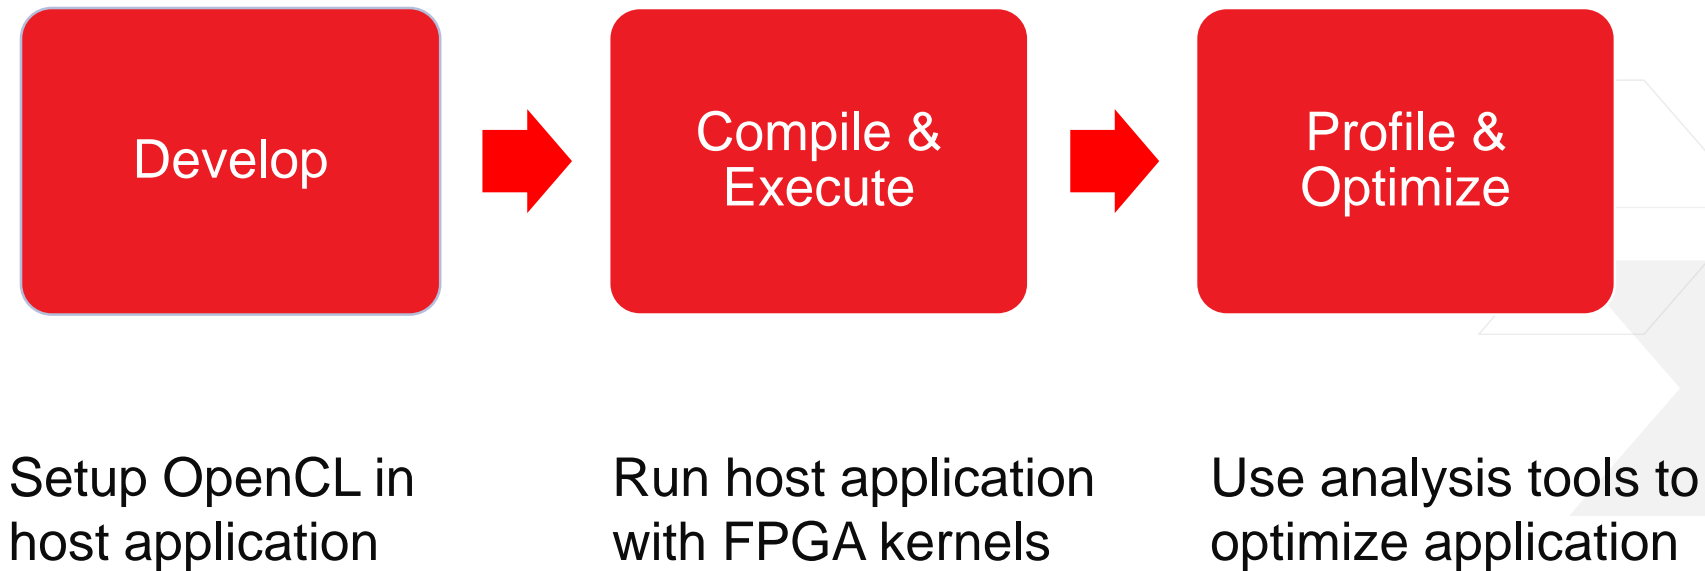 Develop
Compile &
Execute
Profile &
Optimize
Setup OpenCL in
host application
Run host application
with FPGA kernels
Use analysis tools to
optimize application